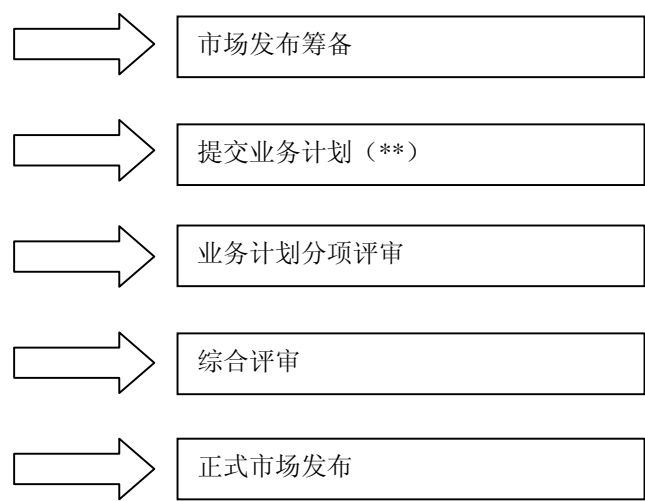 市场发布筹备
提交业务计划（**）
业务计划分项评审
综合评审
正式市场发布